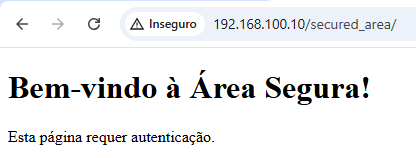 Inseguro 192.168.100.10/secured_area/
Bem-vindo à Área Segura!
Esta página requer autenticação.